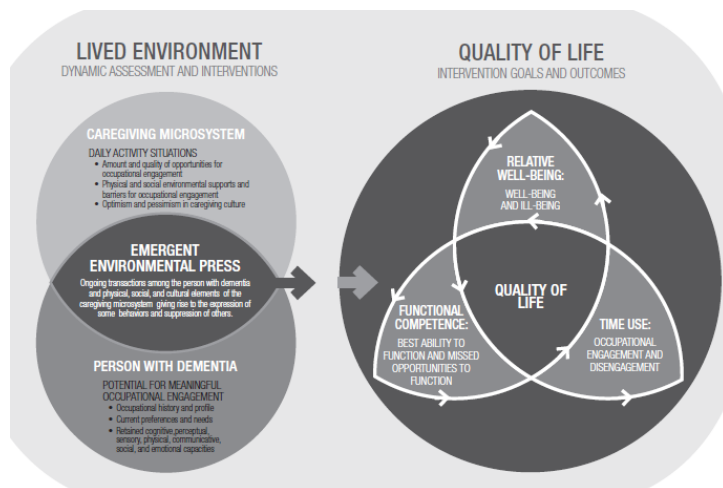 LIVED ENVIRONMENT
DYNAMIC ASSESSMENT AND INTERVENTIONS
CAREGIVING MICROSYSTEM
DAILY ACTIVITY SITUATIONS
• Amount and quality of opportunities for
occupational engagement
• Physical and social environmental supports and
barriers for occupational engagement
• Optimism and pessimism in caregiving culture
EMERGENT
ENVIRONMENTAL PRESS
Ongoing transactions among the person with dementia
and physical, social, and cultural elements of the
caregiving microsystem giving rise to the expression of
some behaviors and suppression of others.
PERSON WITH DEMENTIA
POTENTIAL FOR MEANINGFUL
OCCUPATIONAL ENGAGEMENT
• Occupational history and profile
• Current preferences and needs
• Retained cognitive,perceptual,
sensory, physical, communicative,
social, and emotional capacities
QUALITY OF LIFE
INTERVENTION GOALS AND OUTCOMES
RELATIVE
WELL-BEING:
WELL-BEING
AND ILL-BEING
QUALITY OF
LIFE
FUNCTIONAL
COMPETENCE:
BEST ABILITY TO
FUNCTION AND MISSED
OPPORTUNITIES TO
FUNCTION
TIME USE:
OCCUPATIONAL
ENGAGEMENT AND
DISENGAGEMENT